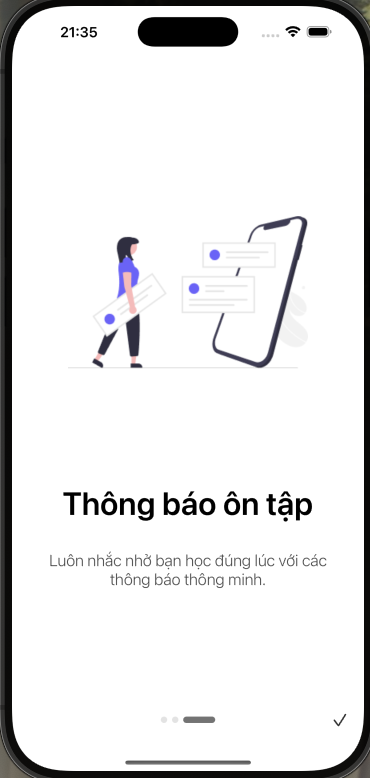 21:35
Thông báo ôn tập
Luôn nhắc nhở bạn học đúng lúc với các
thông báo thông minh.